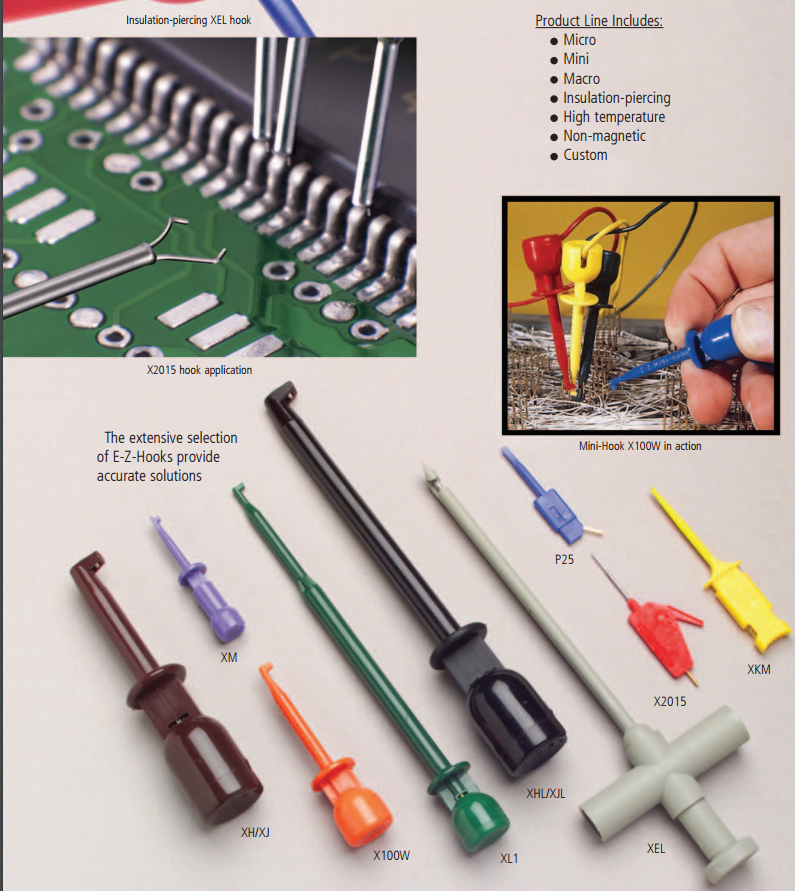 Insulation-piercing XEL hook
Product Line Includes:
● Micro
● Mini
● Macro
● Insulation-piercing
● High temperature
● Non-magnetic
● Custom
X2015 hook application
E-Z-MINI-HOOK
Mini-Hook X100W in action
The extensive selection
of E-Z-Hooks provide
accurate solutions
P25
XM
XKM
X2015
XHL/XJL
XH/XJ
X100W
XL1
XEL